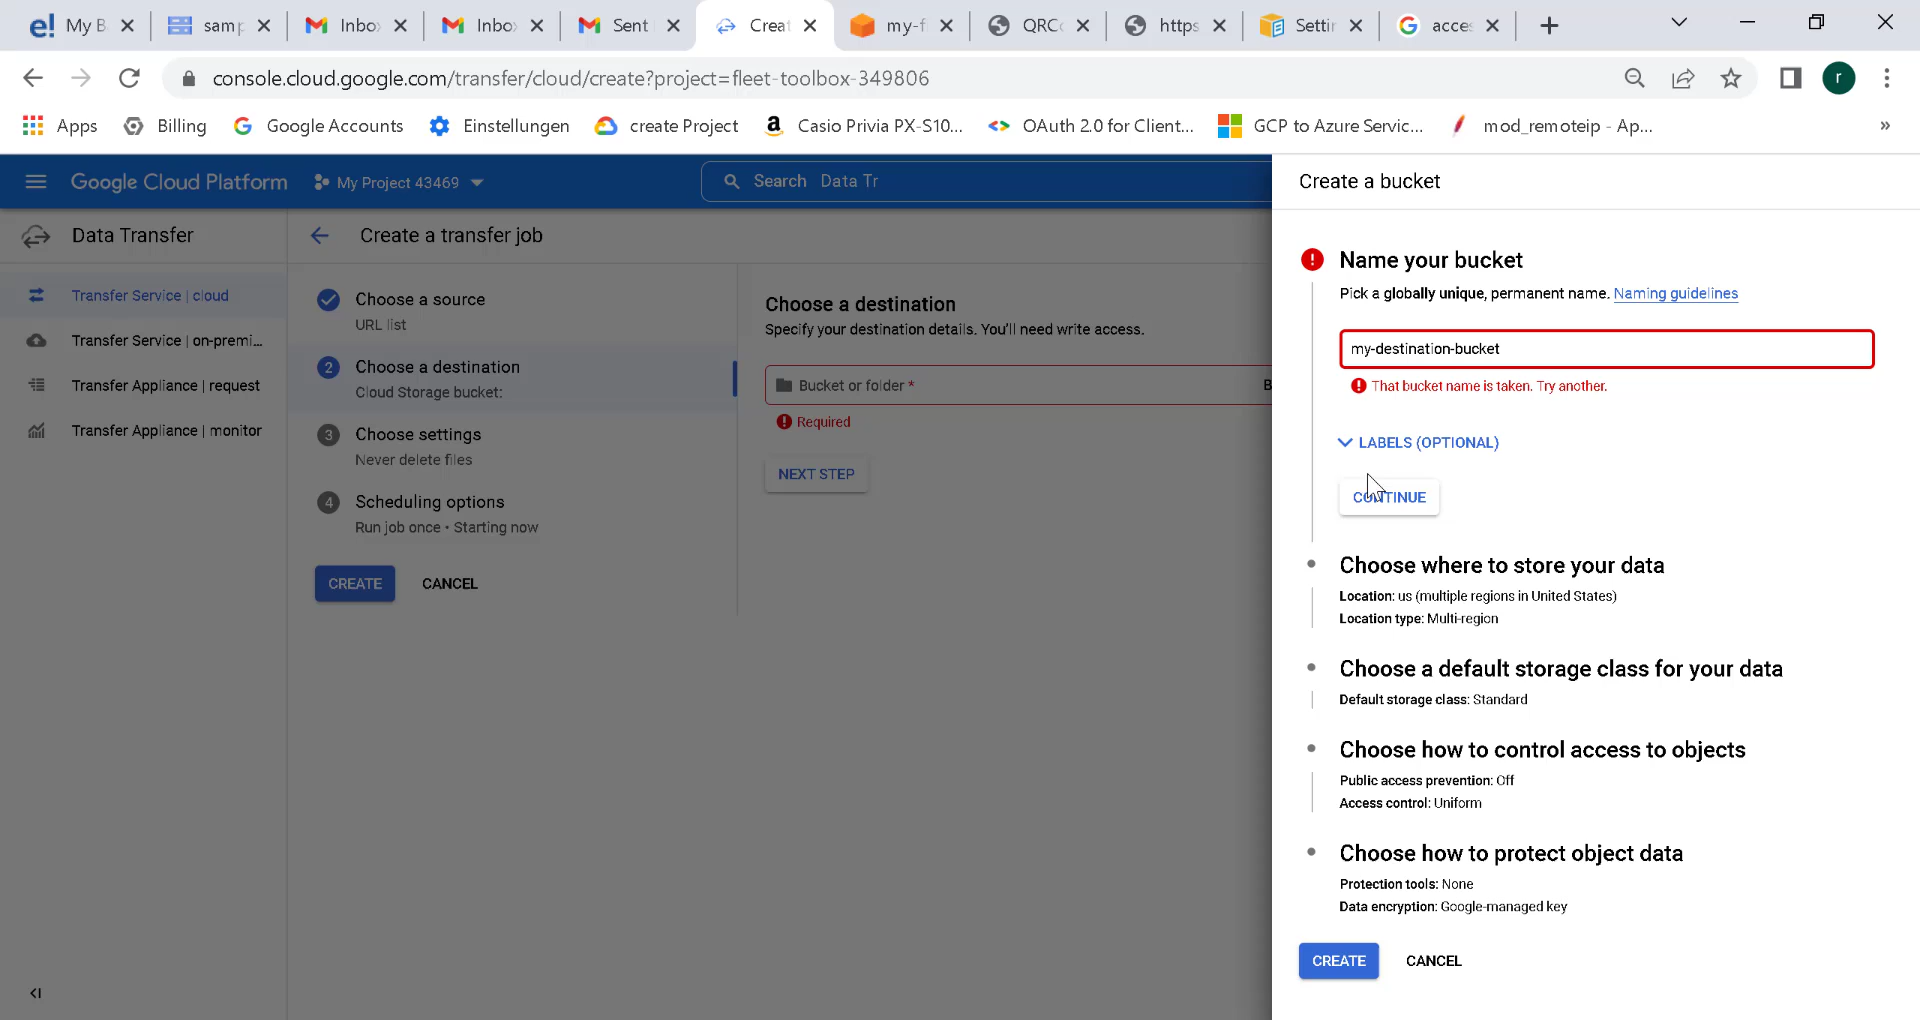 My B
samp
Inbo
Inbo
Sent
Creat
my-f
QRCo
https
Settin
acces
console.cloud.google.com/transfer/cloud/create?project=fleet-toolbox-349806
r
Apps
Billing
Google Accounts
Einstellungen
create Project
Casio Privia PX-S10...
OAuth 2.0 for Client...
GCP to Azure Servic...
mod_remoteip - Ap...
»
Google Cloud Platform
My Project 43469
Search Data Tr
Data Transfer
Transfer Service | cloud
Transfer Service | on-premi...
Transfer Appliance | request
Transfer Appliance | monitor
Create a transfer job
Choose a source
URL list
2
Choose a destination
Cloud Storage bucket:
3
Choose settings
Never delete files
4
Scheduling options
Run job once • Starting now
CREATE
CANCEL
Choose a destination
Specify your destination details. You'll need write access.
Bucket or folder *
B
Required
NEXT STEP
Create a bucket
Name your bucket
Pick a globally unique, permanent name. Naming guidelines
my-destination-bucket
That bucket name is taken. Try another.
LABELS (OPTIONAL)
CONTINUE
Choose where to store your data
Location: us (multiple regions in United States)
Location type: Multi-region
Choose a default storage class for your data
Default storage class: Standard
Choose how to control access to objects
Public access prevention: Off
Access control: Uniform
Choose how to protect object data
Protection tools: None
Data encryption: Google-managed key
CREATE
CANCEL